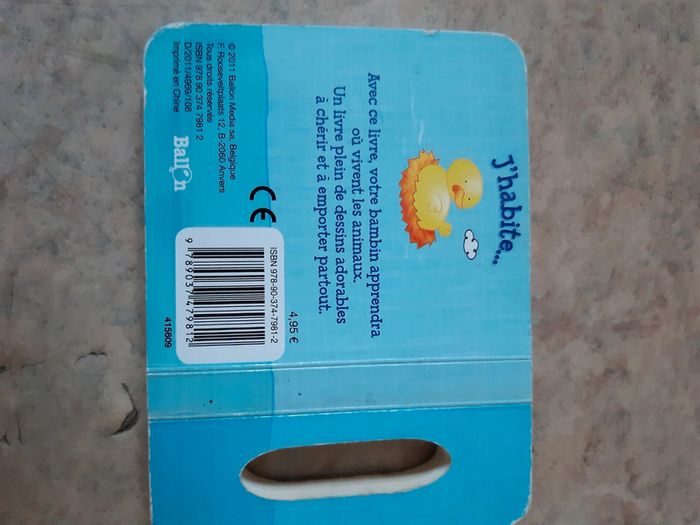 J'habite...
Avec ce livre, votre bambin apprendra
où vivent les animaux.
Un livre plein de dessins adorables
à chérir et à emporter partout.
4,95 €
ISBN 978-90-374-7981-2
9 789037 479812
415609
CE
© 2011 Ballon Media sa, Belgique
F. Rooseveltplaats 12, B-2060 Anvers
Tous droits réservés
ISBN 978 90 374 7981 2
D/2011/4969/108
Imprimé en Chine
Ballon